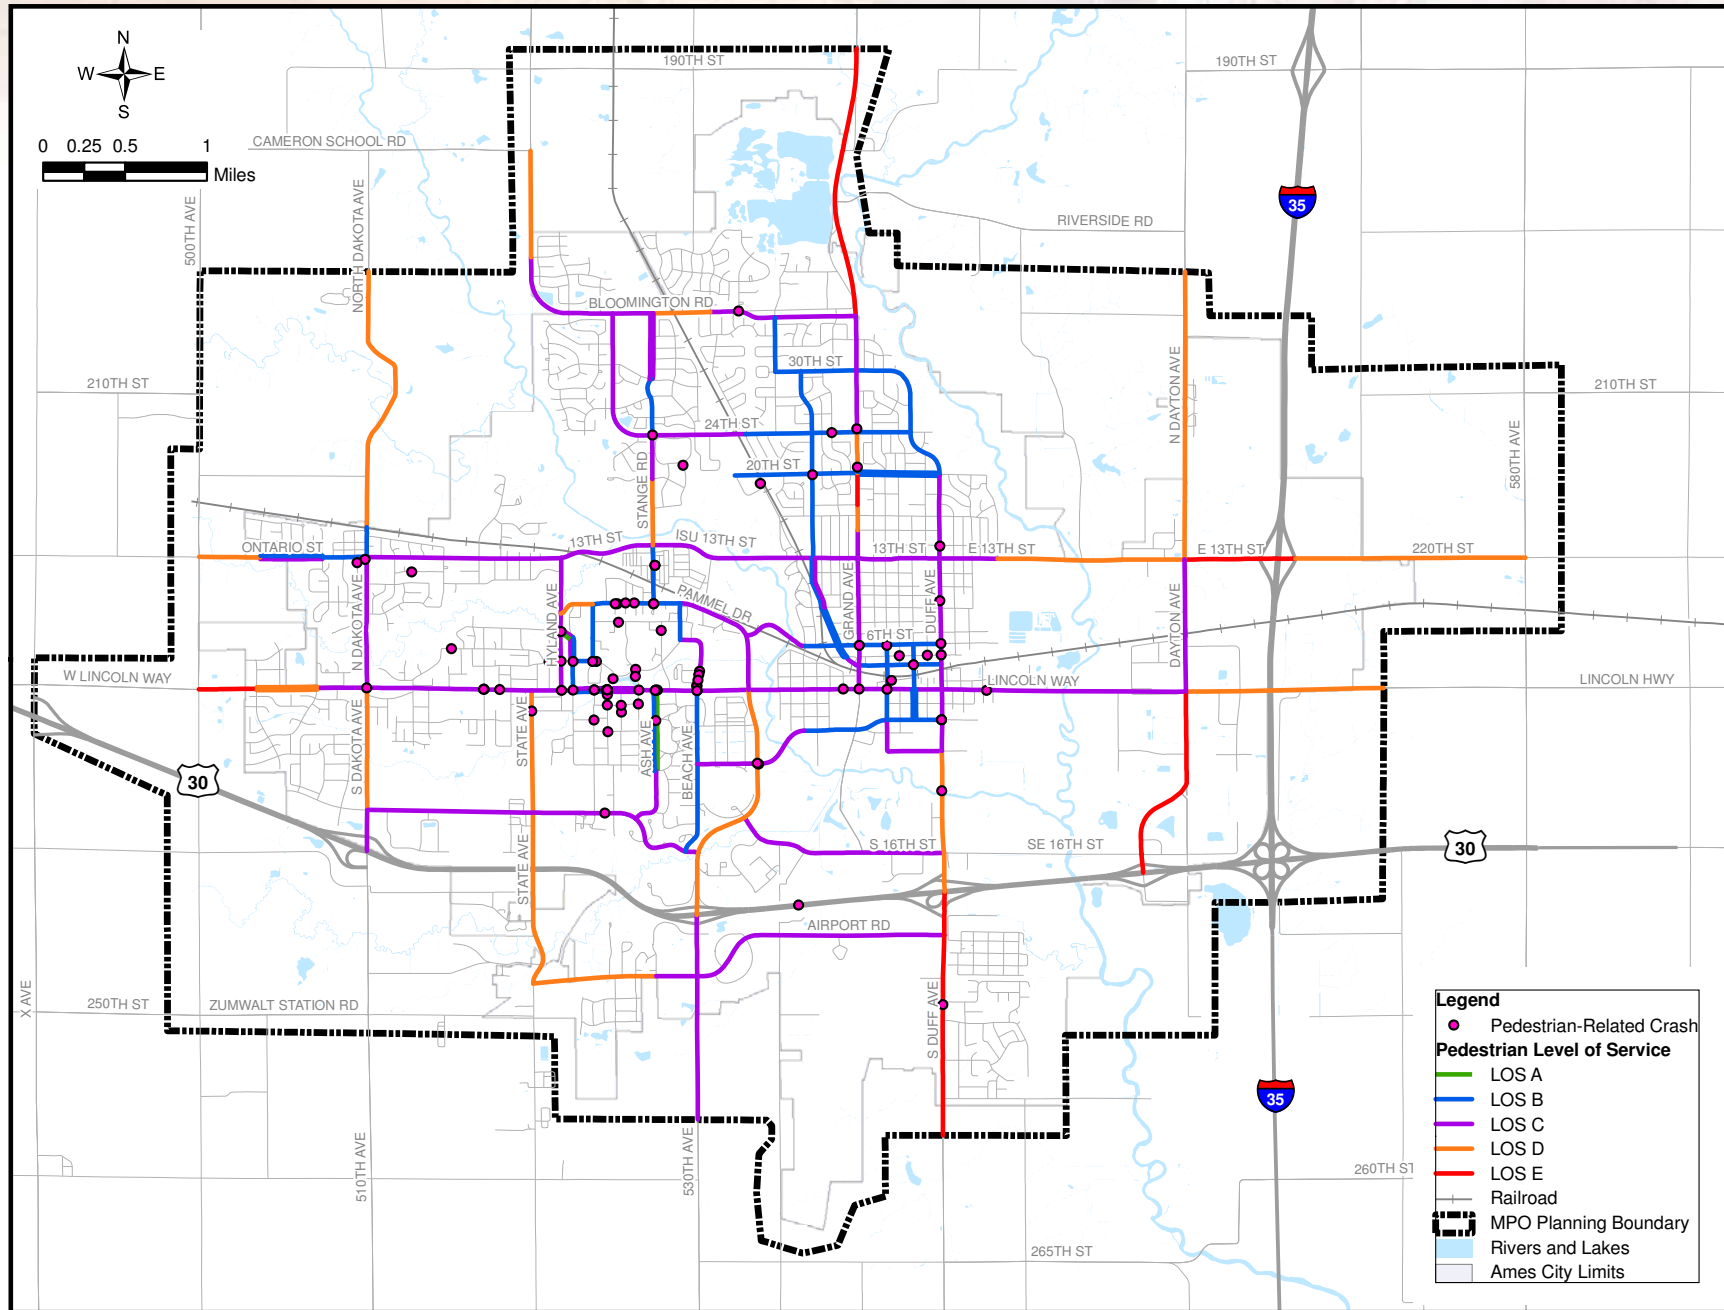 N
W E
S
0 0.25 0.5 1
Miles
190TH ST
190TH ST
CAMERON SCHOOL RD
500TH AVE
NORTH DAKOTA AVE
35
RIVERSIDE RD
BLOOMINGTON RD
210TH ST
30TH ST
N DAYTON AVE
210TH ST
24TH ST
580TH AVE
20TH ST
STANGE RD
ONTARIO ST
13TH ST
ISU 13TH ST
13TH ST
E 13TH ST
E 13TH ST
220TH ST
N DAKOTA AVE
HYLAND AVE
PAMMEL DR
GRAND AVE
DUFF AVE
DAYTON AVE
6TH ST
W LINCOLN WAY
LINCOLN WAY
LINCOLN HWY
S DAKOTA AVE
STATE AVE
ASH AVE
BEACH AVE
30
S 16TH ST
SE 16TH ST
30
STATE AVE
AIRPORT RD
X AVE
250TH ST
ZUMWALT STATION RD
S DUFF AVE
35
510TH AVE
530TH AVE
260TH ST
265TH ST
Legend
Pedestrian-Related Crash
Pedestrian Level of Service
LOS A
LOS B
LOS C
LOS D
LOS E
Railroad
MPO Planning Boundary
Rivers and Lakes
Ames City Limits